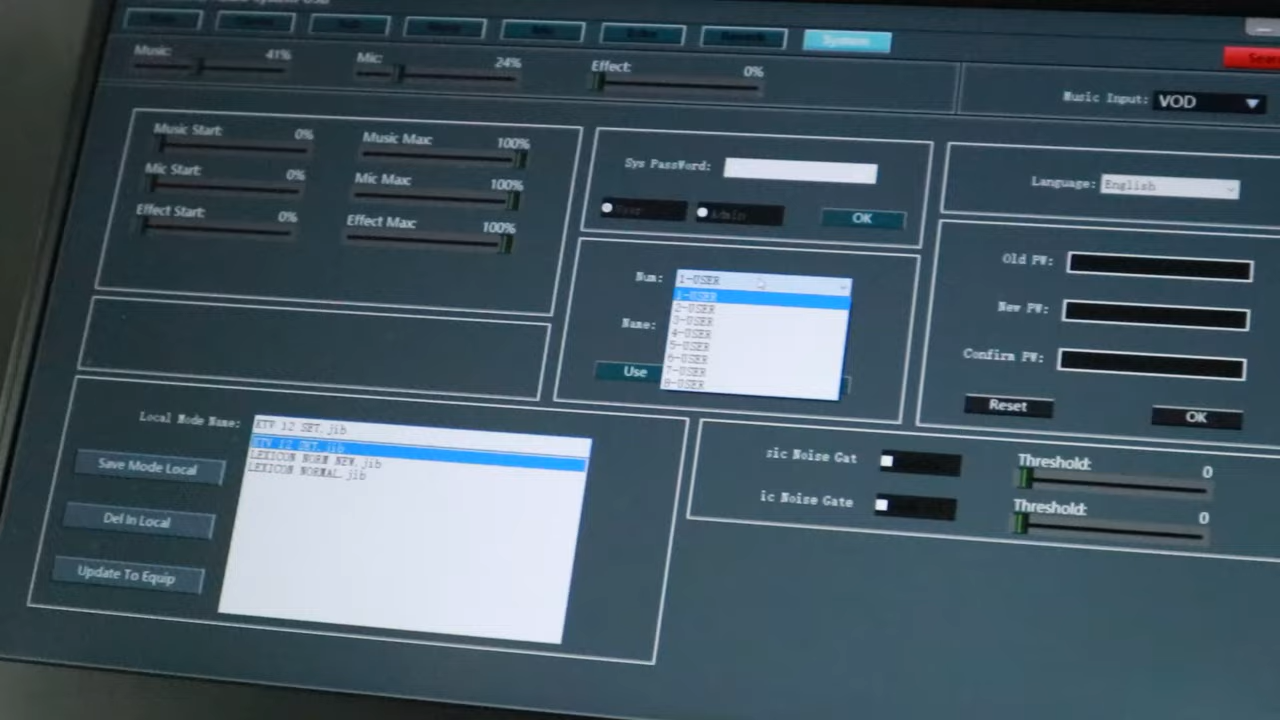 System
Music: 41%
Mic: 24%
Effect: 0%
Music Input: VOD
Music Start: 0%
Music Max: 100%
Mic Start: 0%
Mic Max: 100%
Effect Start: 0%
Effect Max: 100%
Sys PassWord:
User
Admin
OK
Language: English
Num: 1-USER
1-USER
2-USER
3-USER
4-USER
5-USER
6-USER
7-USER
8-USER
Name:
Use
Old PW:
New PW:
Confirm PW:
Reset
OK
Local Mode Name: KTV 12 SET.jib
KTV 12 SET.jib
LEXICON NORM NEW.jib
LEXICON NORMAL.jib
Save Mode Local
Del In Local
Update To Equip
sic Noise Gat
Threshold: 0
ic Noise Gate
Threshold: 0